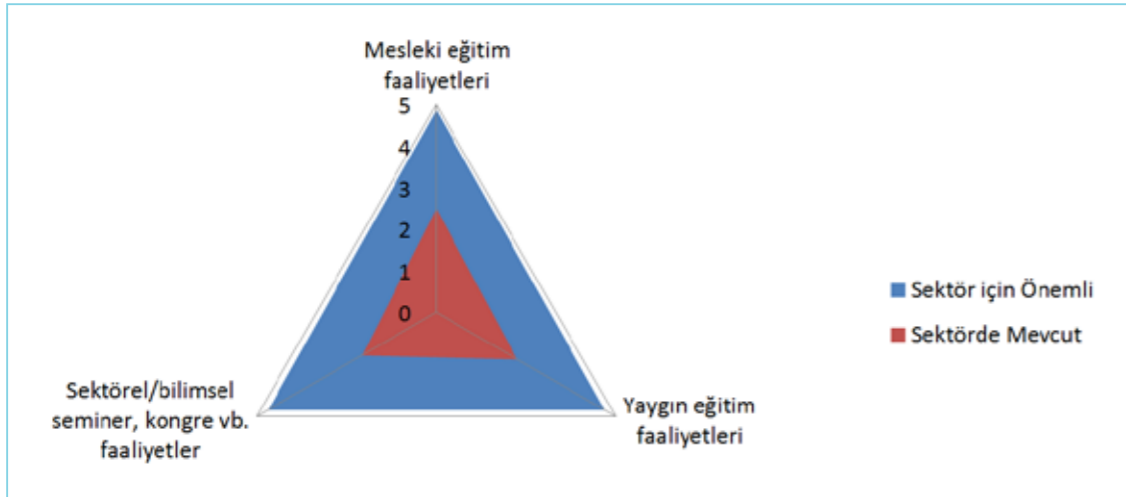 Mesleki eğitim
faaliyetleri
5
4
3
2
1
0
Sektör için Önemli
Sektörde Mevcut
Sektörel/bilimsel
seminer, kongre vb.
faaliyetler
Yaygın eğitim
faaliyetleri